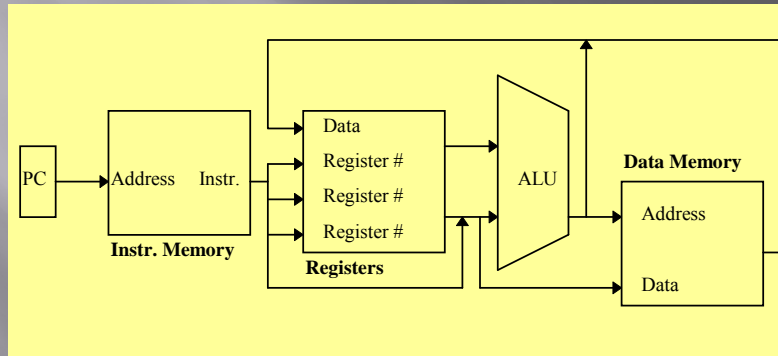 PC
Address Instr.
Instr. Memory
Data
Register #
Register #
Register #
Registers
ALU
Data Memory
Address
Data